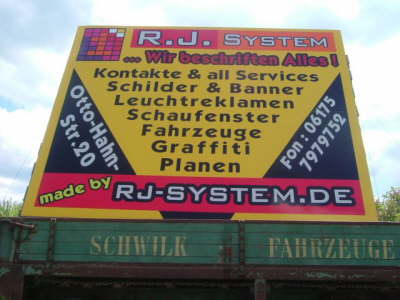 R.J. SYSTEM
... Wir beschriften Alles !
Kontakte & all Services
Schilder & Banner
Leuchtreklamen
Schaufenster
Fahrzeuge
Graffiti
Planen
Otto-Hahn-
Str.20
Fon : 06175
7979752
made by RJ-SYSTEM.DE
SCHWILK FAHRZEUGE